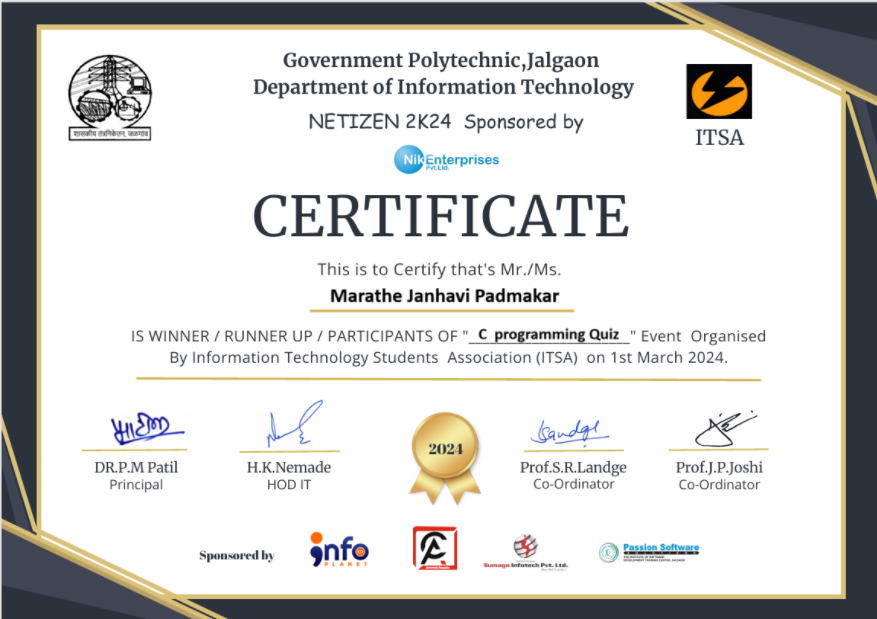 Government Polytechnic,Jalgaon
Department of Information Technology
NETIZEN 2K24 Sponsored by
शासकीय तंत्रनिकेतन, जळगांव
ITSA
NikEnterprises
Pvt.Ltd.
CERTIFICATE
This is to Certify that's Mr./Ms.
Marathe Janhavi Padmakar
IS WINNER / RUNNER UP / PARTICIPANTS OF "_C programming Quiz_" Event Organised
By Information Technology Students Association (ITSA) on 1st March 2024.
2024
DR.P.M Patil
Principal
H.K.Nemade
HOD IT
Prof.S.R.Landge
Co-Ordinator
Prof.J.P.Joshi
Co-Ordinator
Sponsored by
info
PLANET
Sumago Infotech Pvt. Ltd.
Passion Software